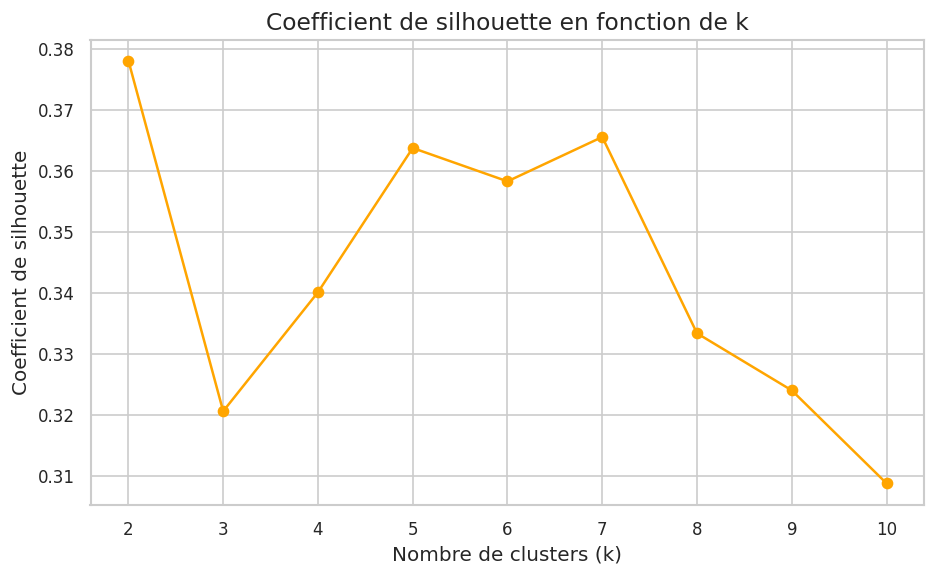 Coefficient de silhouette en fonction de k
Coefficient de silhouette
0.38
0.37
0.36
0.35
0.34
0.33
0.32
0.31
2 3 4 5 6 7 8 9 10
Nombre de clusters (k)